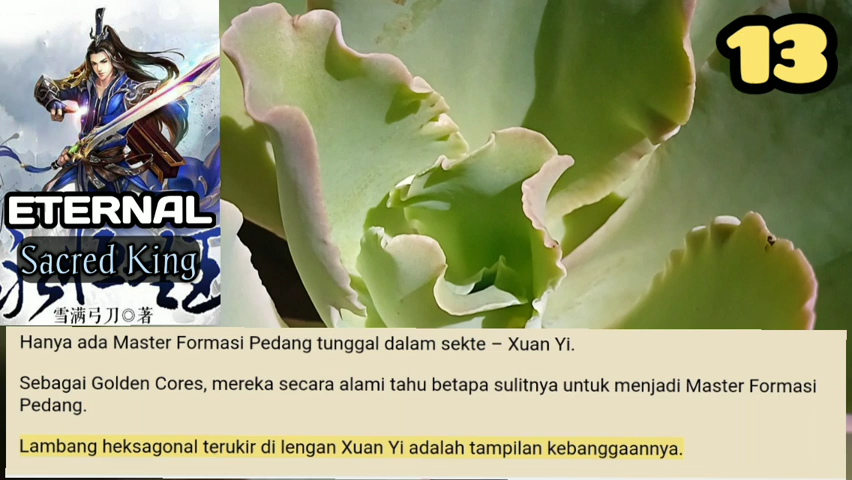 13
ETERNAL
Sacred King
雪满弓刀◎著
Hanya ada Master Formasi Pedang tunggal dalam sekte – Xuan Yi.
Sebagai Golden Cores, mereka secara alami tahu betapa sulitnya untuk menjadi Master Formasi
Pedang.
Lambang heksagonal terukir di lengan Xuan Yi adalah tampilan kebanggaannya.